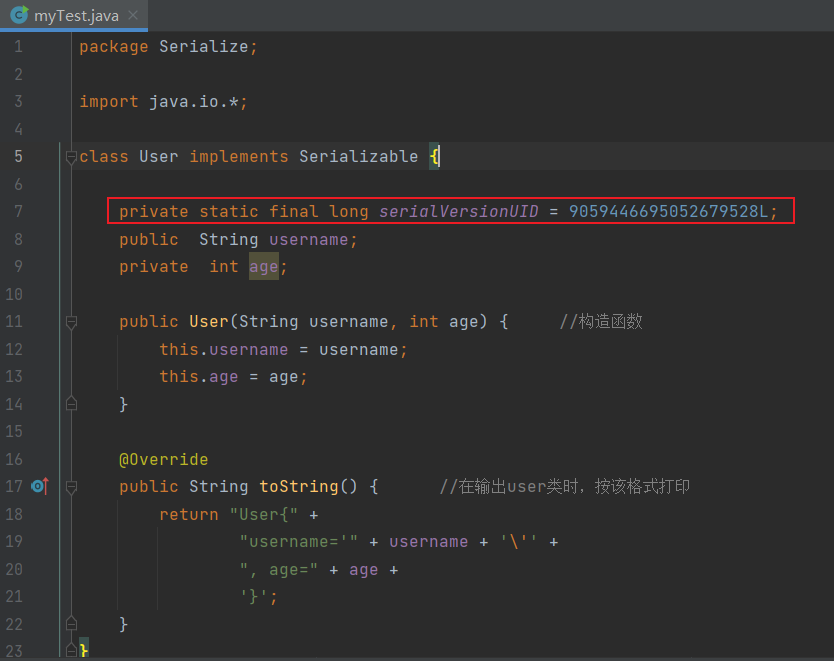 myTest.java
1 package Serialize;
2
3 import java.io.*;
4
5 class User implements Serializable {
6
7 private static final long serialVersionUID = 9059446695052679528L;
8 public  String username;
9 private  int age;
10
11 public User(String username, int age) {     //构造函数
12 this.username = username;
13 this.age = age;
14 }
15
16 @Override
17 public String toString() {      //在输出user类时，按该格式打印
18 return "User{" +
19 "username='" + username + '\'' +
20 ", age=" + age +
21 '}';
22 }
23 }